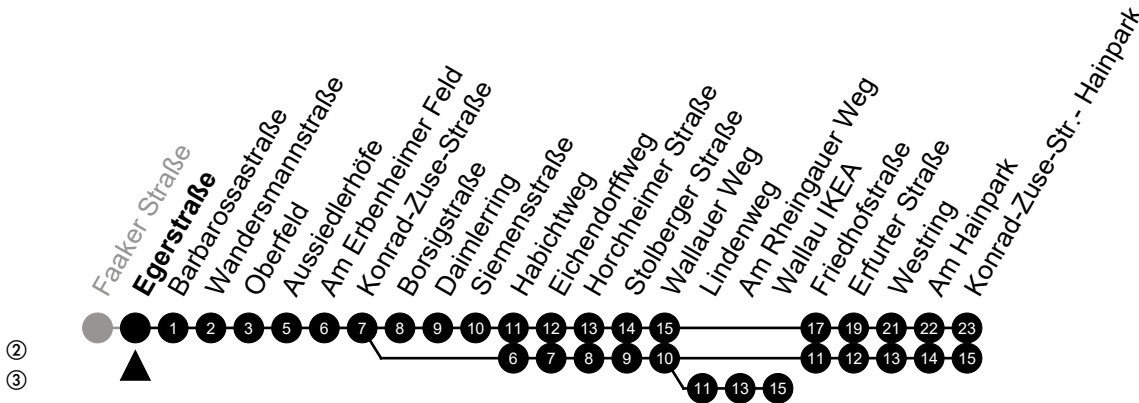 Faaker Straße
Egerstraße
Barbarossastraße
Wandersmannstraße
Oberfeld
Aussiedlerhöfe
Am Erbenheimer Feld
Konrad-Zuse-Straße
Borsigstraße
Daimlerring
Siemensstraße
Habichtweg
Eichendorffweg
Horchheimer Straße
Stolberger Straße
Wallauer Weg
Lindenweg
Am Rheingauer Weg
Wallau IKEA
Friedhofstraße
Erfurter Straße
Westring
Am Hainpark
Konrad-Zuse-Str.- Hainpark
1 2 3 5 6 7 8 9 10 11 12 13 14 15 17 19 21 22 23
② 6 7 8 9 10 11 12 13 14 15
③ 11 13 15